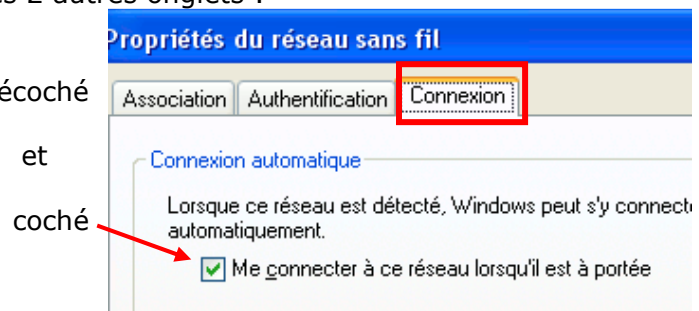 2 autres onglets :
Propriétés du réseau sans fil
écoché
Association Authentification Connexion
et
Connexion automatique
Lorsque ce réseau est détecté, Windows peut s'y connecte
automatiquement.
coché
Me connecter à ce réseau lorsqu'il est à portée